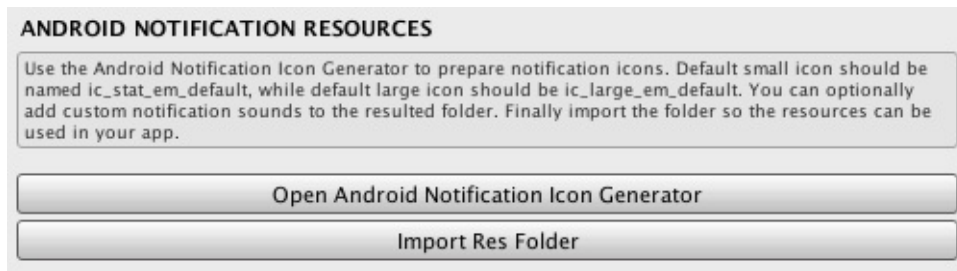 ANDROID NOTIFICATION RESOURCES
Use the Android Notification Icon Generator to prepare notification icons. Default small icon should be
named ic_stat_em_default, while default large icon should be ic_large_em_default. You can optionally
add custom notification sounds to the resulted folder. Finally import the folder so the resources can be
used in your app.
Open Android Notification Icon Generator
Import Res Folder